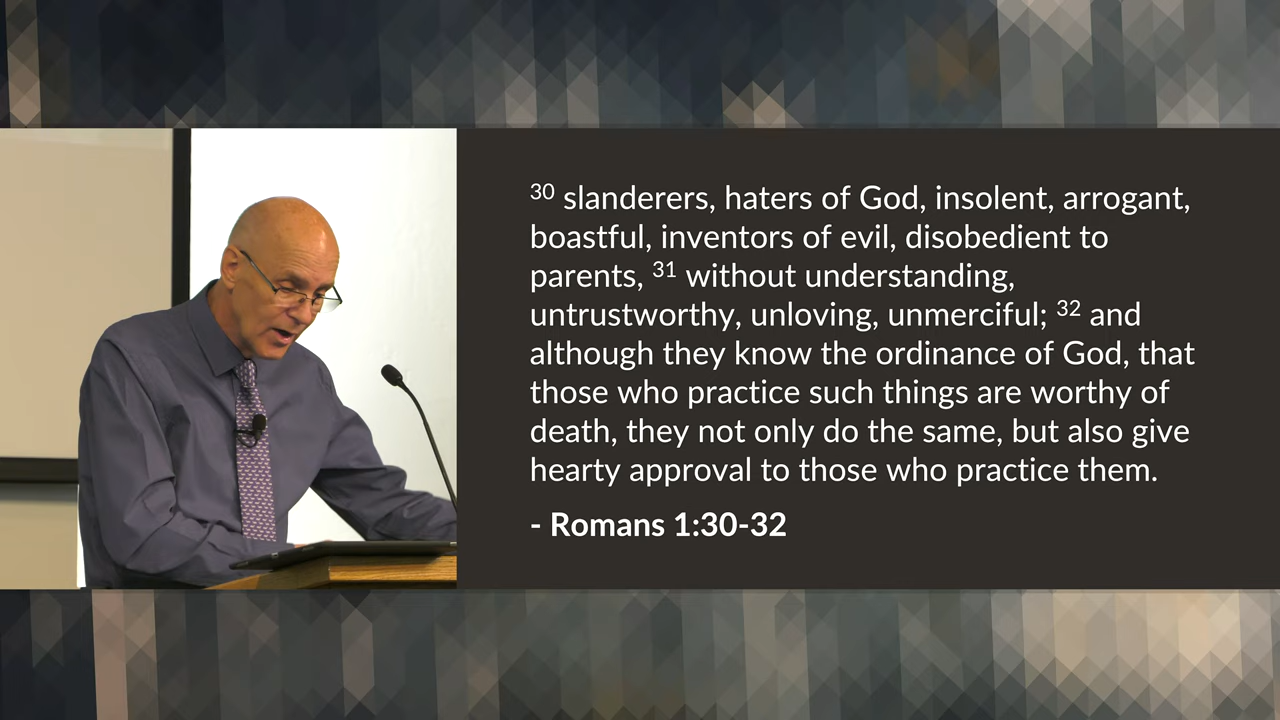 ³⁰ slanderers, haters of God, insolent, arrogant,
boastful, inventors of evil, disobedient to
parents, ³¹ without understanding,
untrustworthy, unloving, unmerciful; ³² and
although they know the ordinance of God, that
those who practice such things are worthy of
death, they not only do the same, but also give
hearty approval to those who practice them.
- Romans 1:30-32